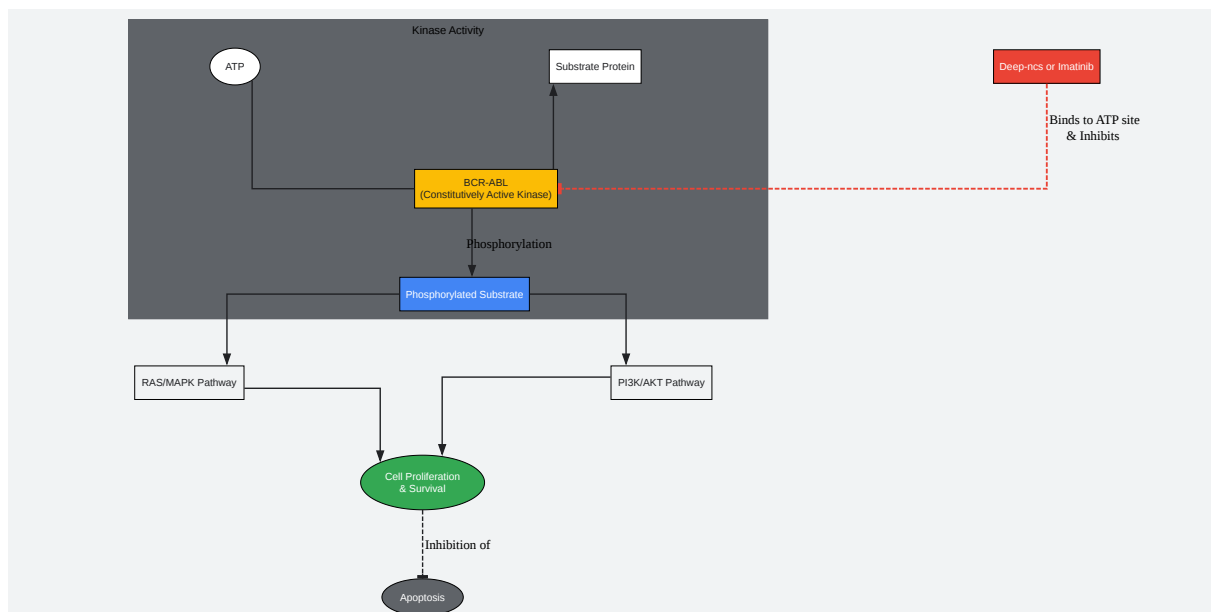 Kinase Activity
ATP
Substrate Protein
Deep-ncs or Imatinib
Binds to ATP site
& Inhibits
BCR-ABL
(Constitutively Active Kinase)
Phosphorylation
Phosphorylated Substrate
RAS/MAPK Pathway
PI3K/AKT Pathway
Cell Proliferation
& Survival
Inhibition of
Apoptosis